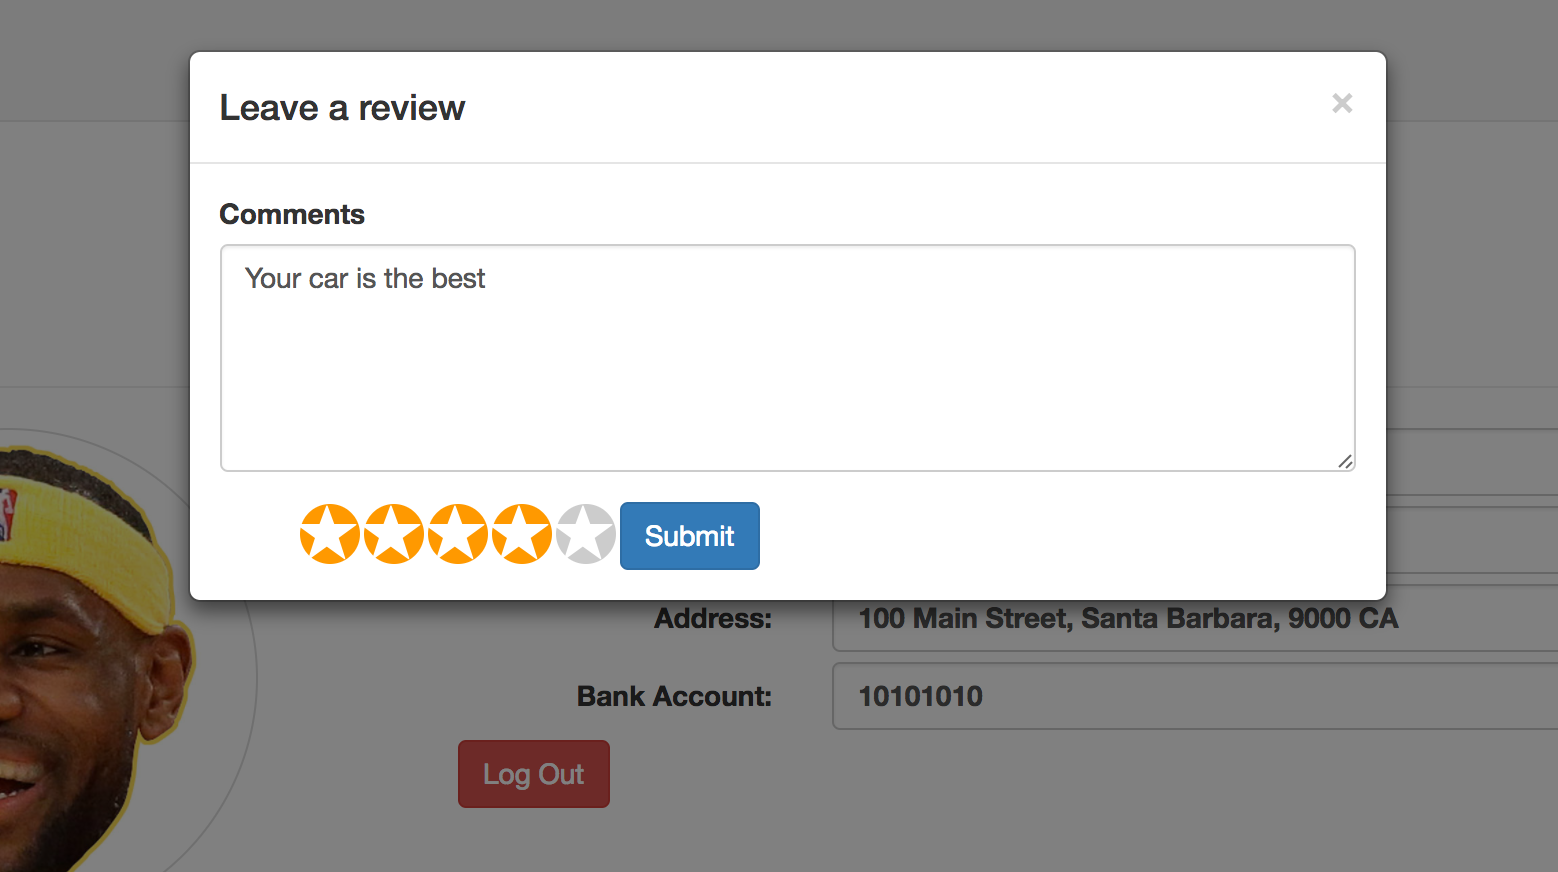 Leave a review
×
Comments
Your car is the best
Submit
Address: 100 Main Street, Santa Barbara, 9000 CA
Bank Account: 10101010
Log Out